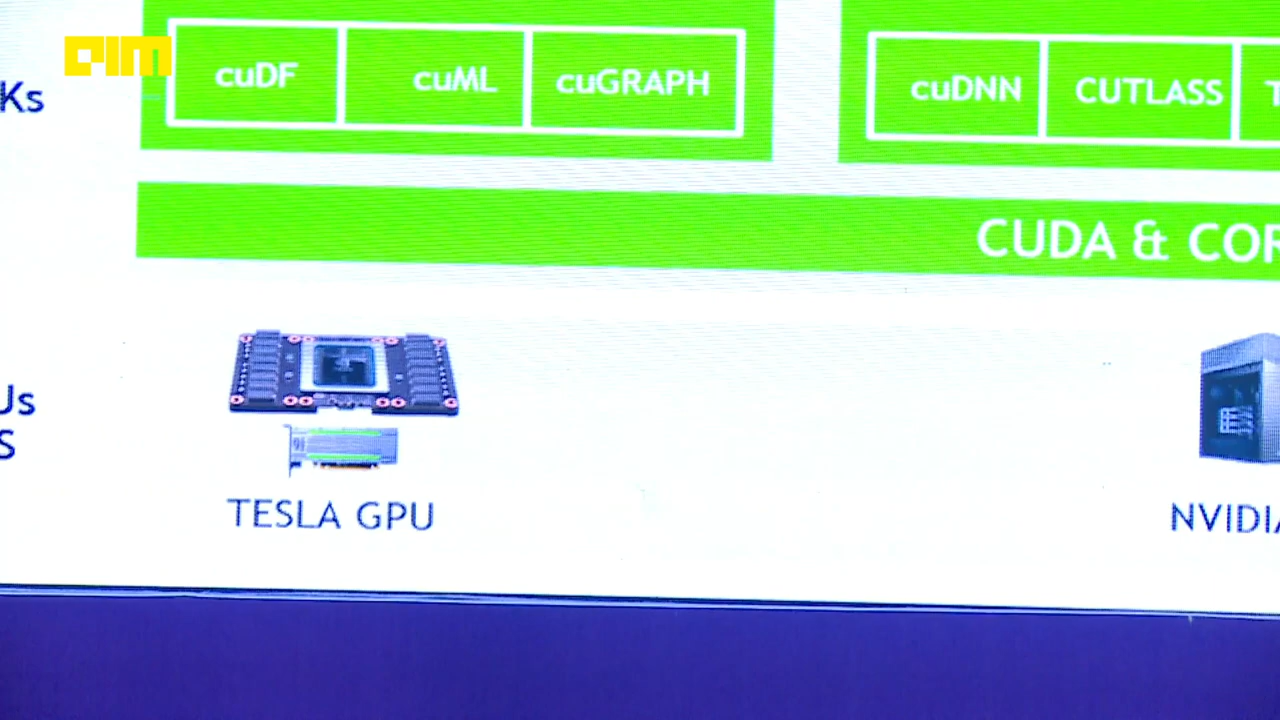 AIM
Ks
cuDF cuML cuGRAPH cuDNN CUTLASS T
CUDA & COR
Us
S
TESLA GPU
NVIDIA